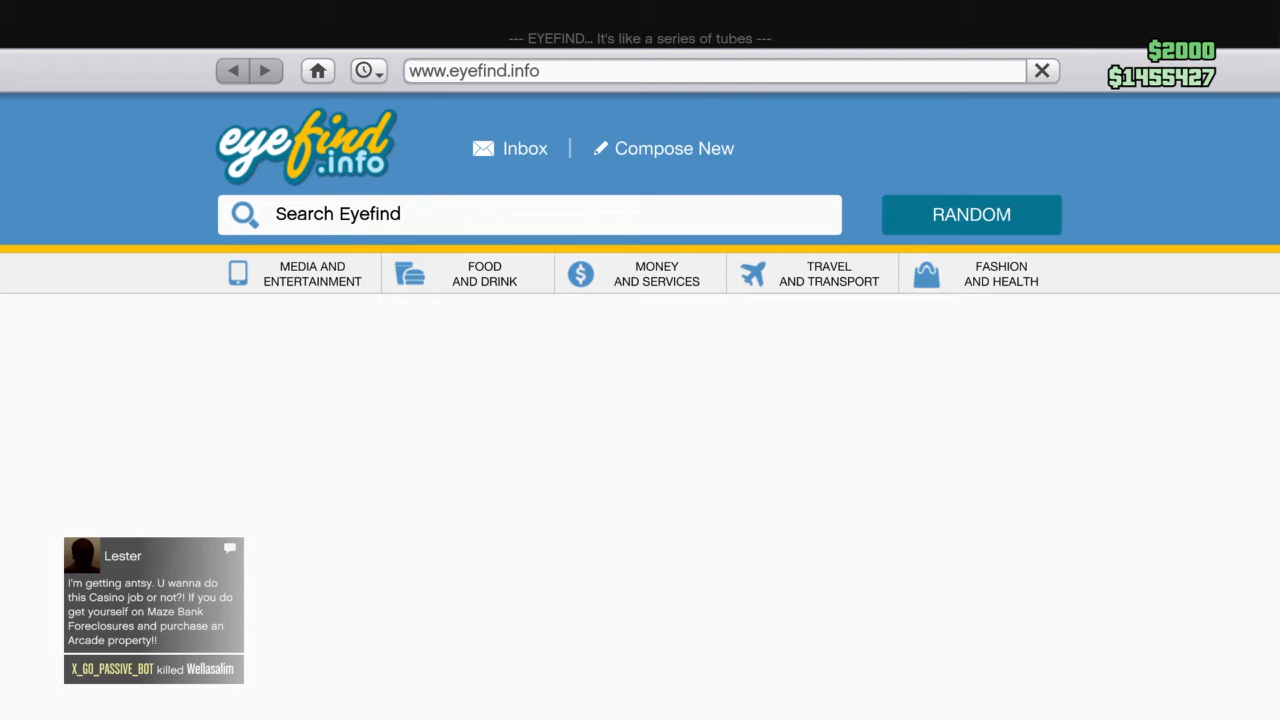 --- EYEFIND... It's like a series of tubes ---
$2000
www.eyefind.info
$1455427
eyefind
.info
Inbox
Compose New
Search Eyefind
RANDOM
MEDIA AND
ENTERTAINMENT
FOOD
AND DRINK
MONEY
AND SERVICES
TRAVEL
AND TRANSPORT
FASHION
AND HEALTH
Lester
I'm getting antsy. U wanna do
this Casino job or not?! If you do
get yourself on Maze Bank
Foreclosures and purchase an
Arcade property!!
X_GO_PASSIVE_BOT killed Wellasalim